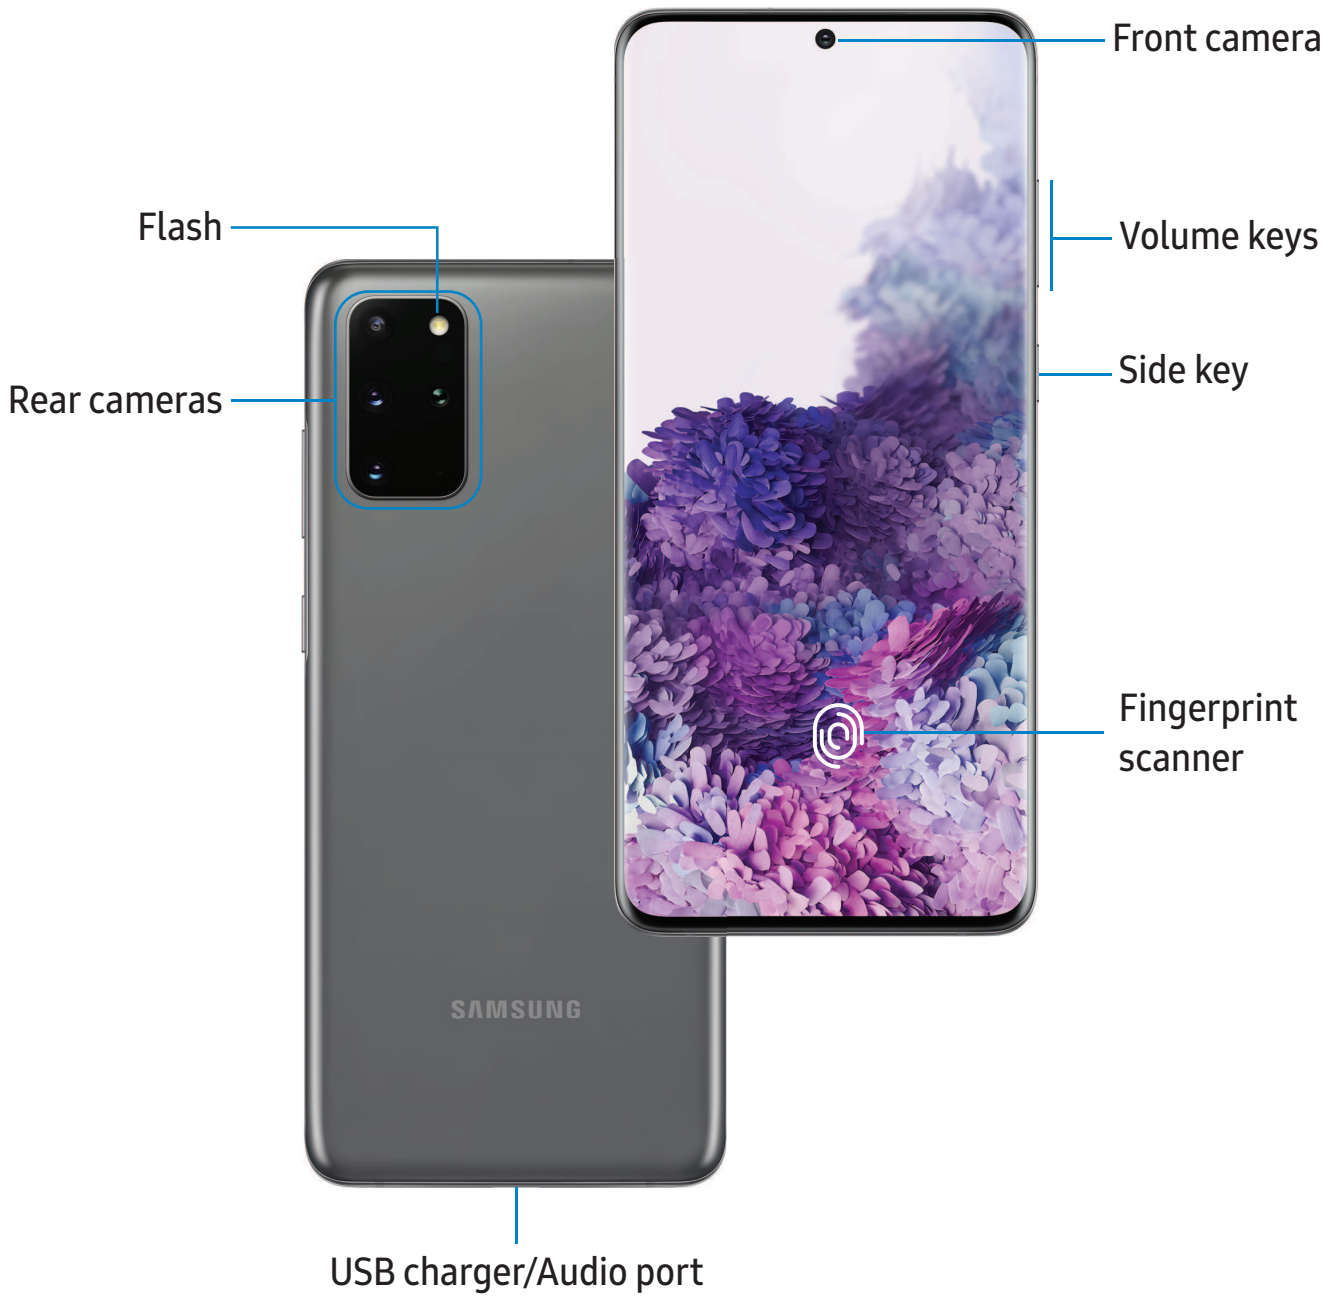 Front camera
Flash
Volume keys
Side key
Rear cameras
Fingerprint
scanner
SAMSUNG
USB charger/Audio port